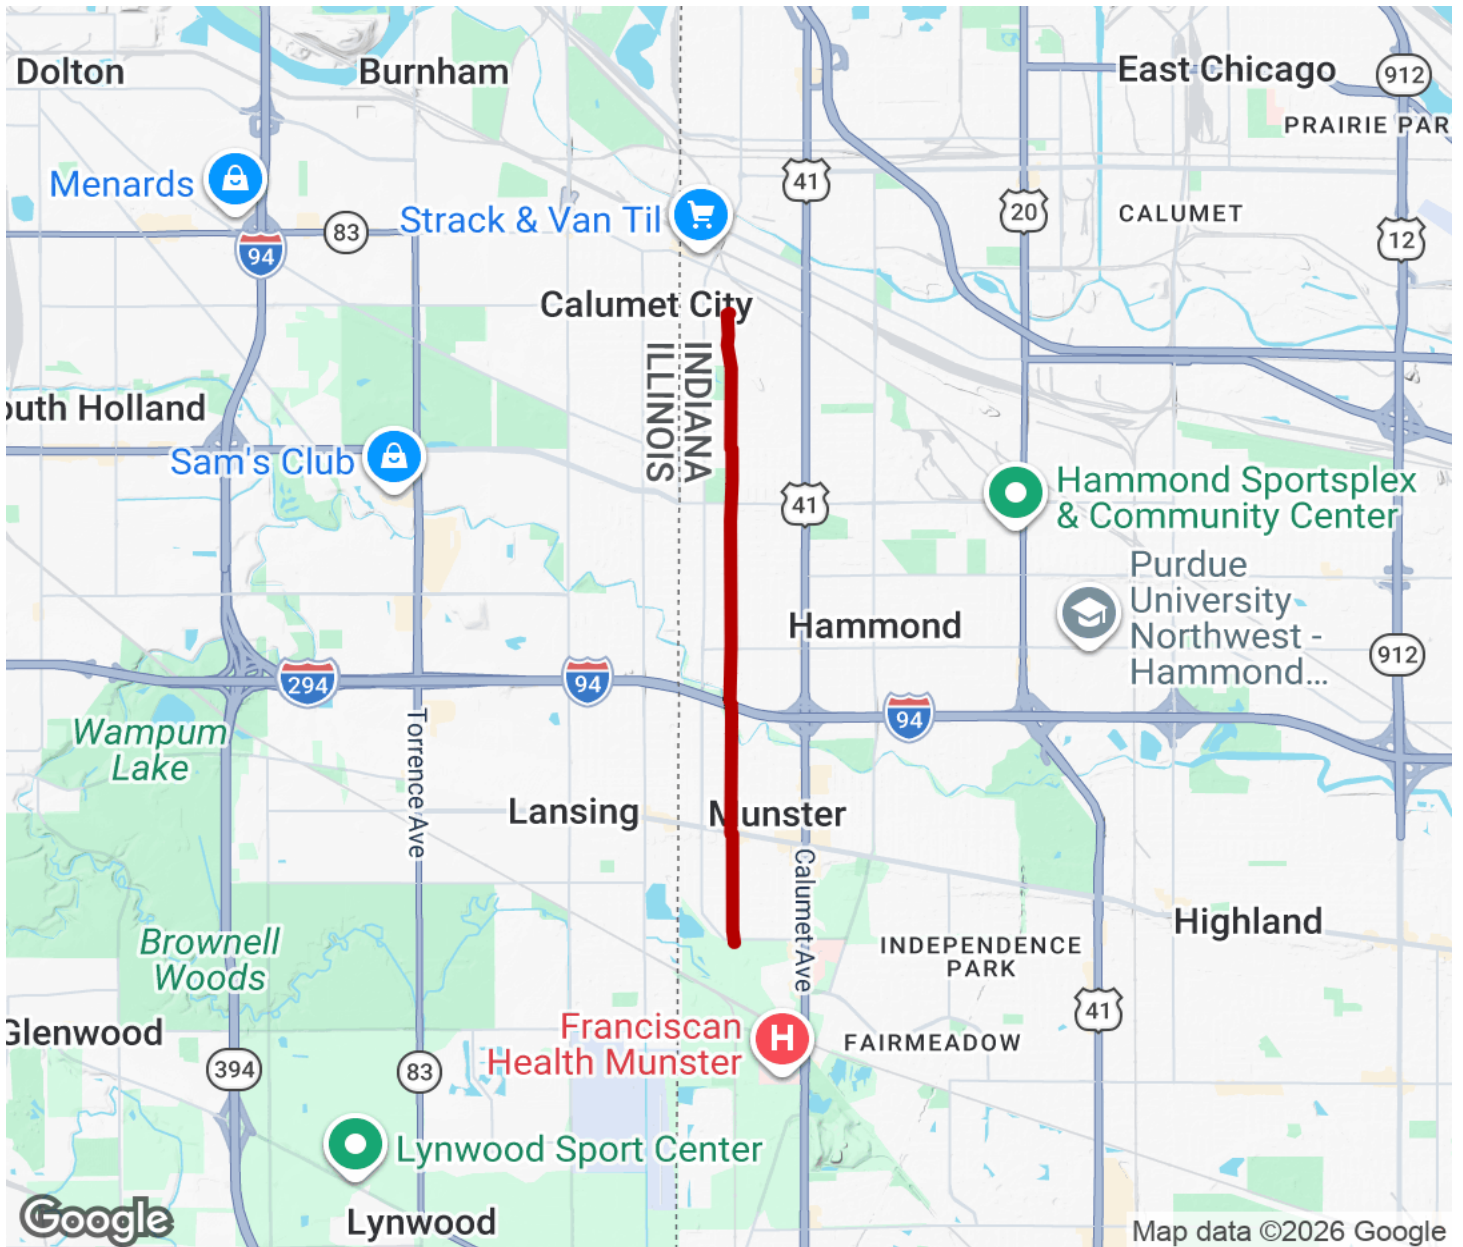 Dolton
Burnham
East Chicago
912
PRAIRIE PAR
Menards
41
Strack & Van Til
20
CALUMET
83
94
12
Calumet City
INDIANA
ILLINOIS
outh Holland
Sam's Club
41
Hammond Sportsplex
& Community Center
Purdue
University
Northwest -
Hammond...
Hammond
912
294
94
94
Wampum
Lake
Torrence Ave
Lansing
Munster
Calumet Ave
Highland
Brownell
Woods
INDEPENDENCE
PARK
41
Glenwood
Franciscan
Health Munster
FAIRMEADOW
394
83
Lynwood Sport Center
Google
Lynwood
Map data ©2026 Google